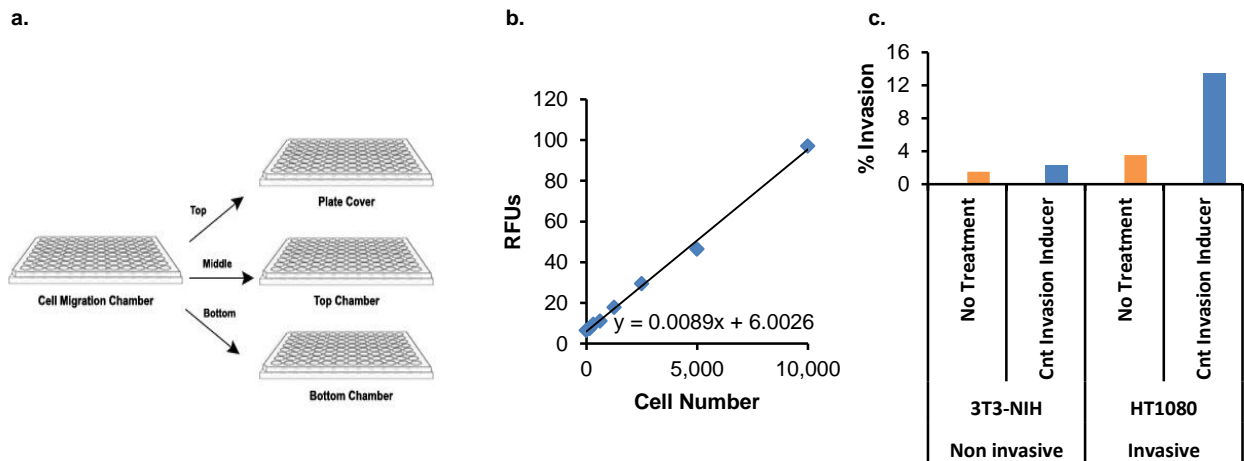 a.
Cell Migration Chamber
Top
Middle
Bottom
Plate Cover
Top Chamber
Bottom Chamber
b.
RFUs
120
100
80
60
40
20
0
y = 0.0089x + 6.0026
0
5,000
10,000
Cell Number
c.
% Invasion
16
12
8
4
0
No Treatment
Cnt Invasion Inducer
No Treatment
Cnt Invasion Inducer
3T3-NIH
HT1080
Non invasive
Invasive